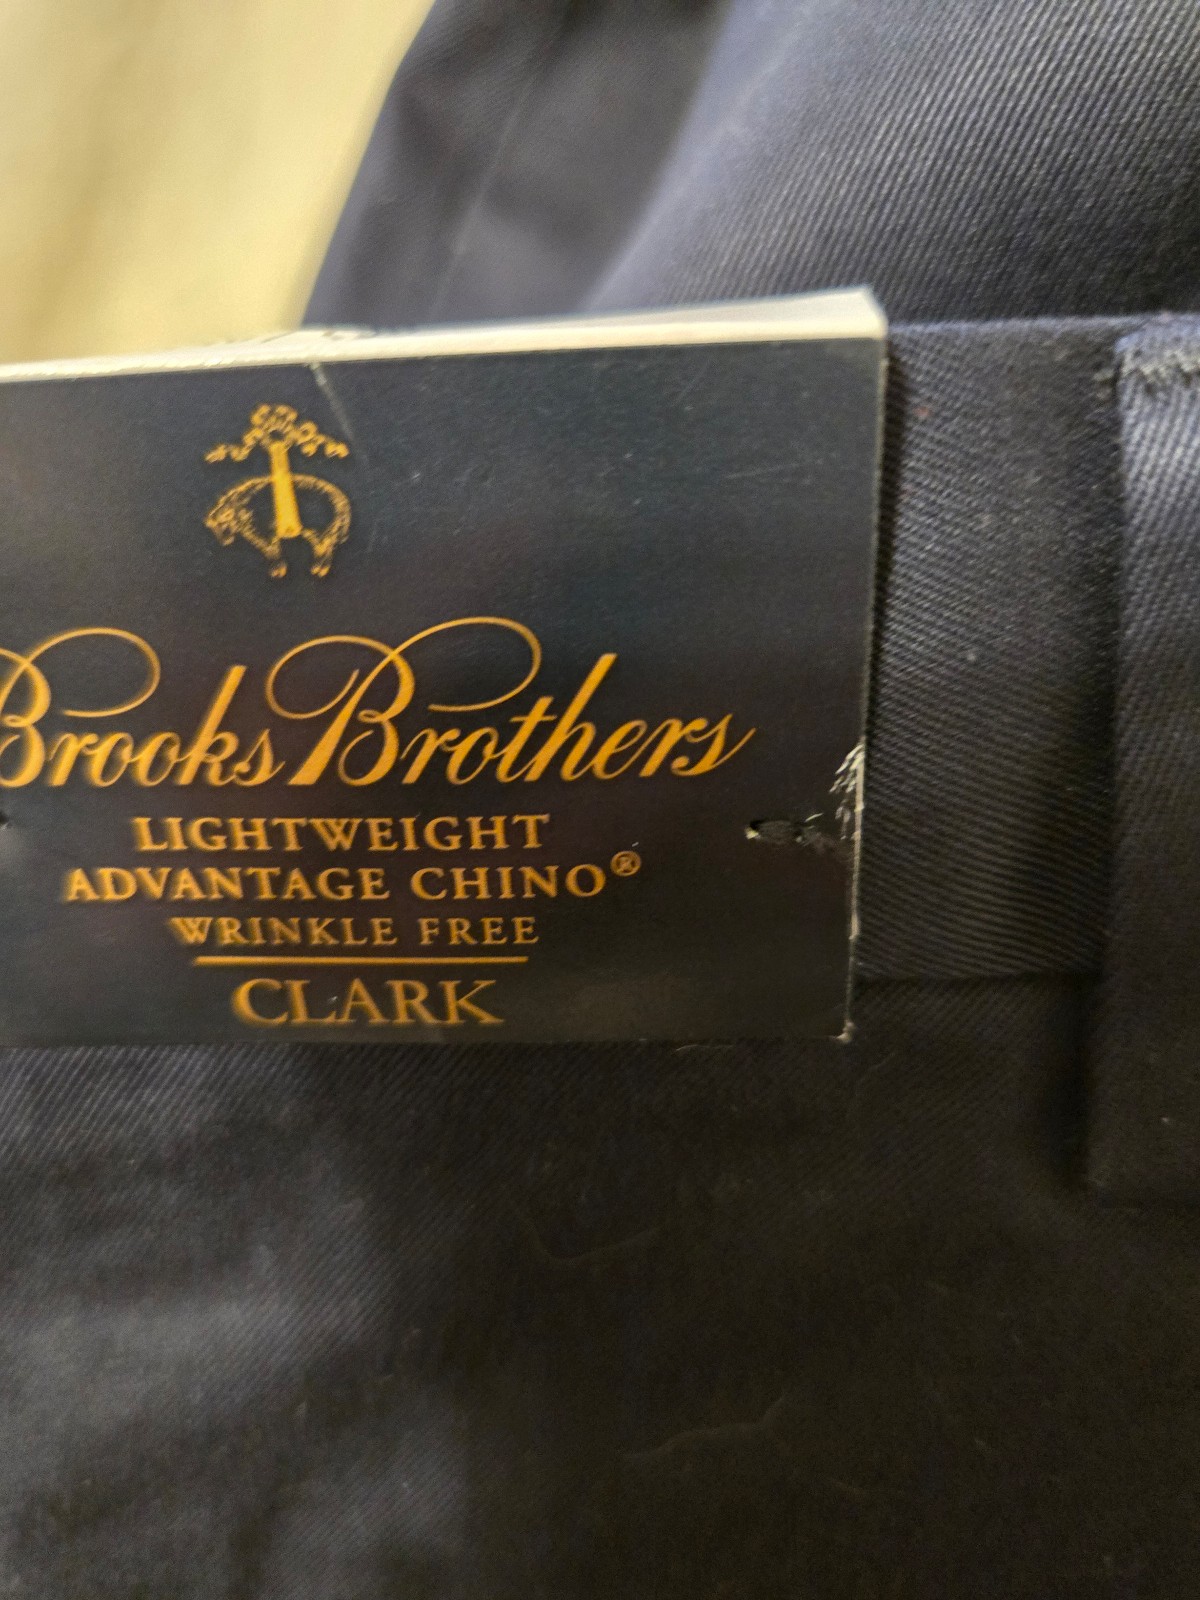 Brooks Brothers
LIGHTWEIGHT
ADVANTAGE CHINO®
WRINKLE FREE
CLARK